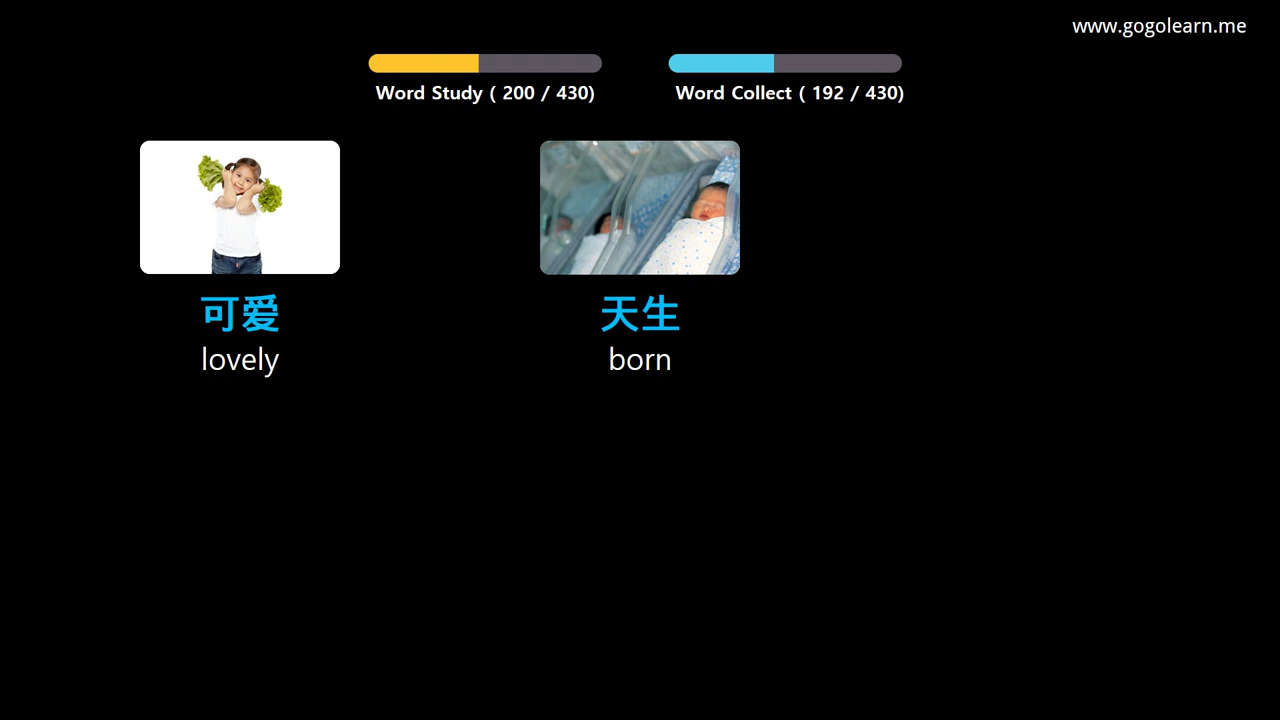 www.gogolearn.me
Word Study ( 200 / 430)
Word Collect ( 192 / 430)
可爱
lovely
天生
born